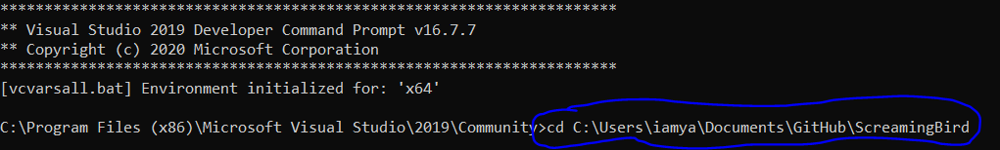 **********************************************************************
** Visual Studio 2019 Developer Command Prompt v16.7.7
** Copyright (c) 2020 Microsoft Corporation
**********************************************************************
[vcvarsall.bat] Environment initialized for: 'x64'
C:\Program Files (x86)\Microsoft Visual Studio\2019\Community>cd C:\Users\iamya\Documents\GitHub\ScreamingBird